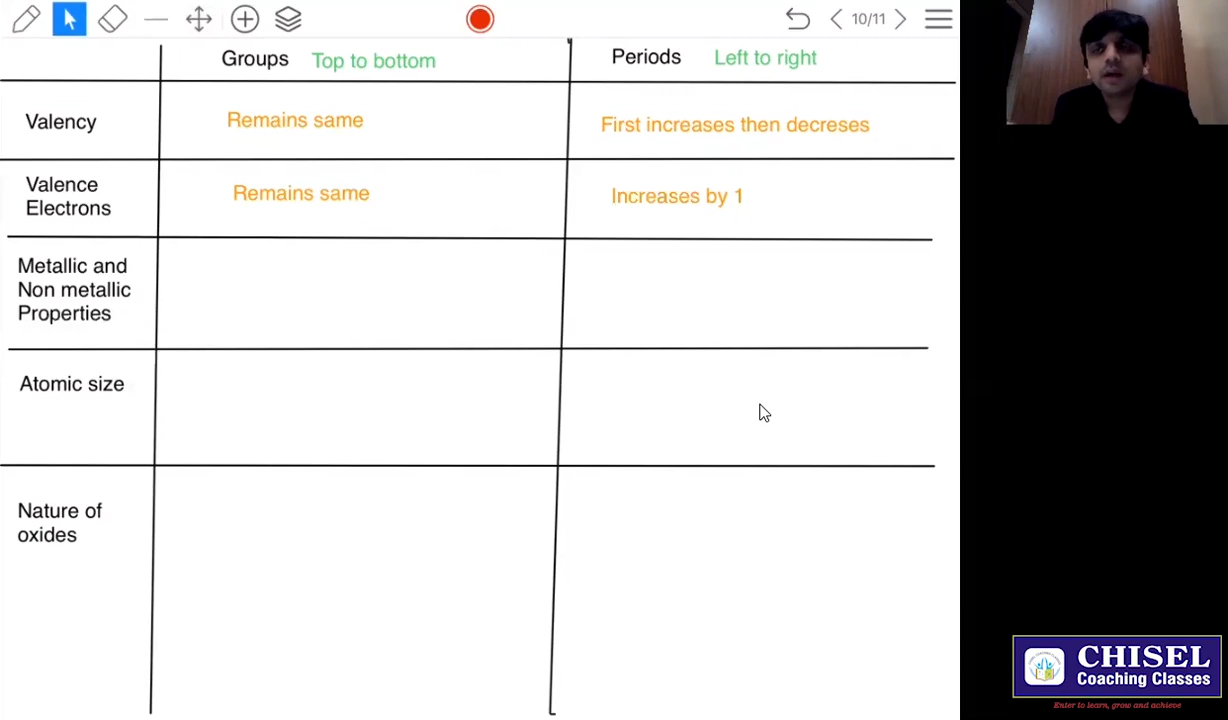 10/11
Groups Top to bottom Periods Left to right
Valency Remains same First increases then decreses
Valence
Electrons Remains same Increases by 1
Metallic and
Non metallic
Properties
Atomic size
Nature of
oxides
CHISEL
Coaching Classes
Enter to learn, grow and achieve